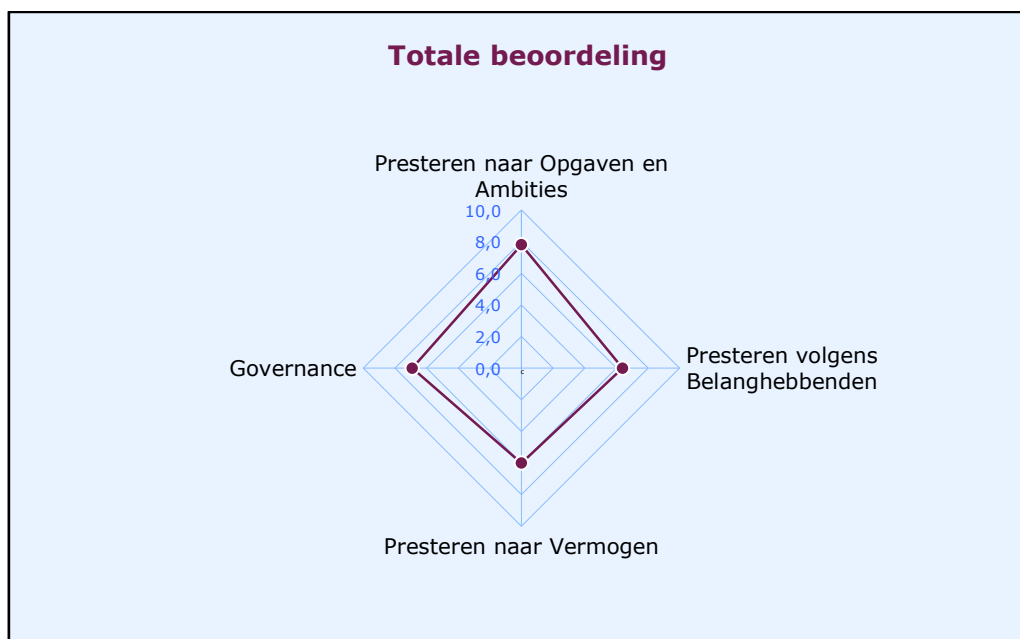 Totale beoordeling
Presteren naar Opgaven en
Ambities
10,0
8,0
6,0
4,0
2,0
0,0
c
Governance
Presteren volgens
Belanghebbenden
Presteren naar Vermogen